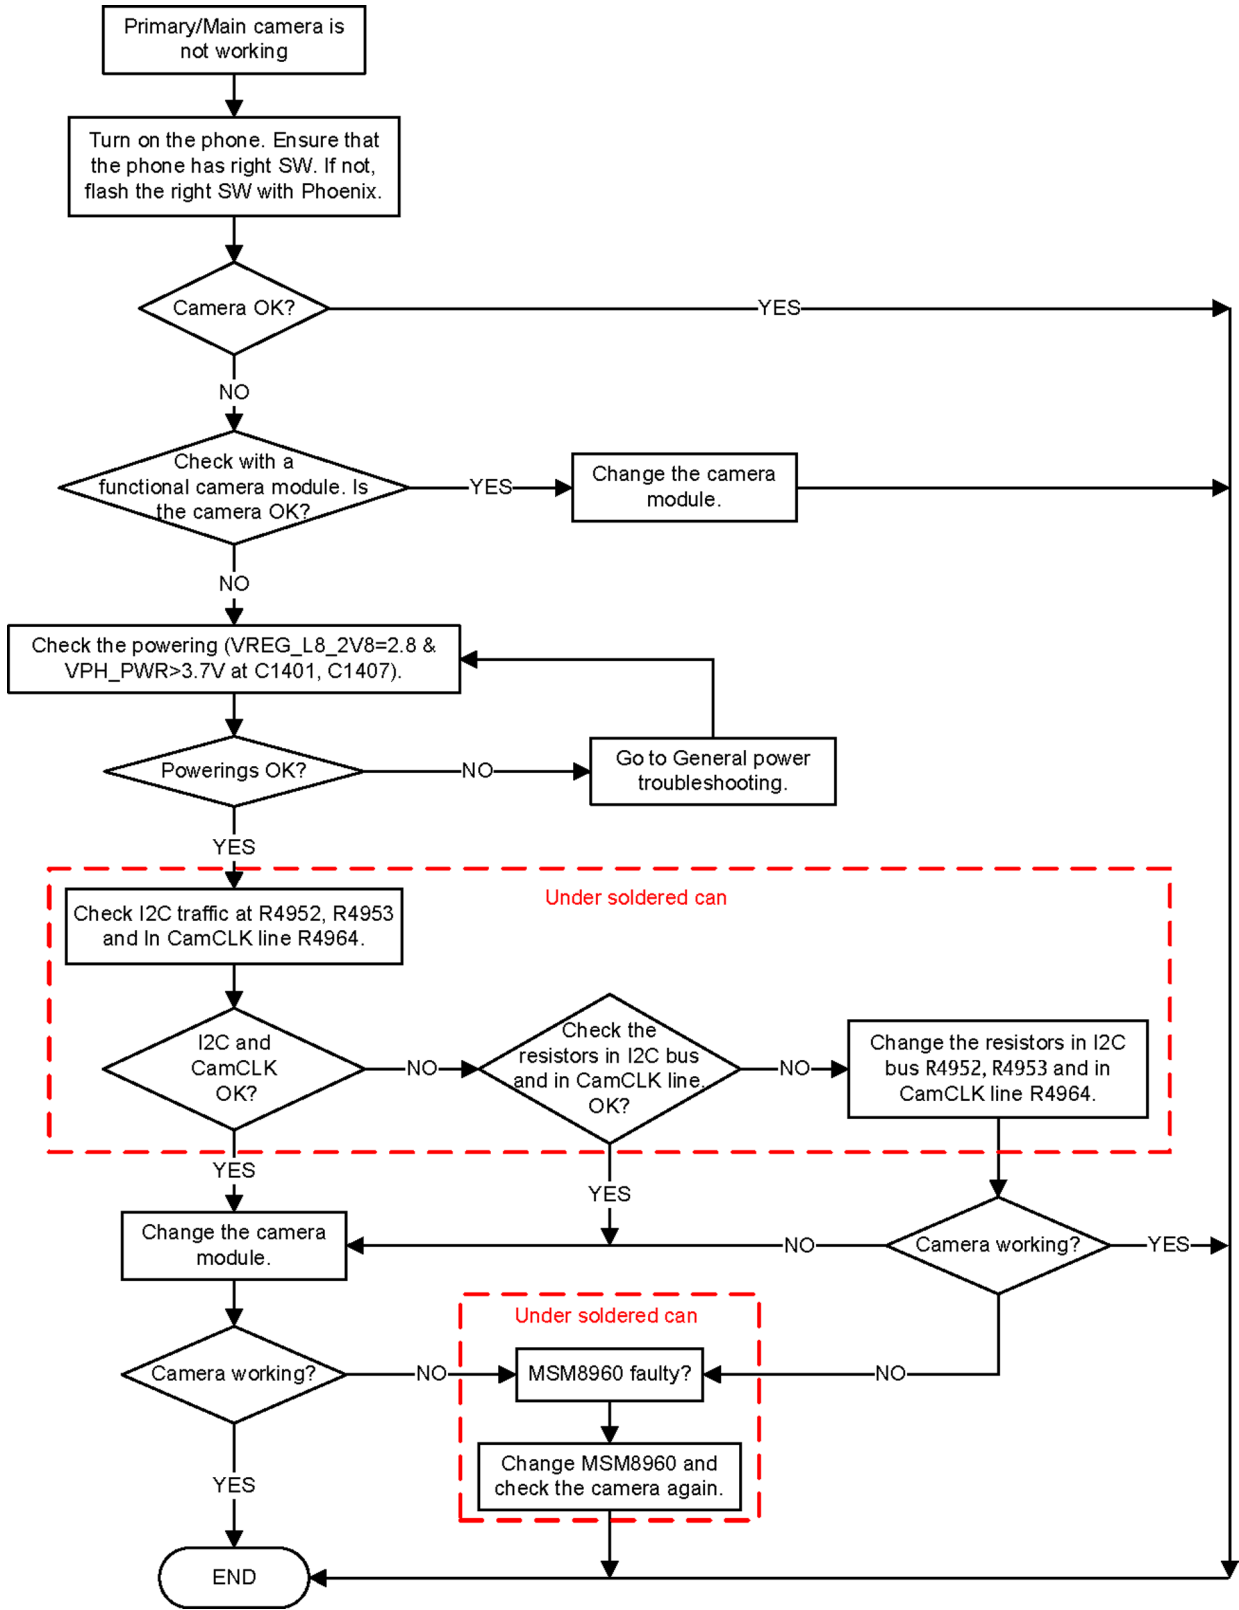 Primary/Main camera is
not working
Turn on the phone. Ensure that
the phone has right SW. If not,
flash the right SW with Phoenix.
Camera OK?
YES
NO
Check with a
functional camera module. Is
the camera OK?
YES
Change the camera
module.
NO
Check the powering (VREG_L8_2V8=2.8 &
VPH_PWR>3.7V at C1401, C1407).
Powerings OK?
NO
Go to General power
troubleshooting.
YES
Under soldered can
Check I2C traffic at R4952, R4953
and In CamCLK line R4964.
I2C and
CamCLK
OK?
NO
Check the
resistors in I2C bus
and in CamCLK line.
OK?
NO
Change the resistors in I2C
bus R4952, R4953 and in
CamCLK line R4964.
YES
YES
Change the camera
module.
NO
Camera working?
YES
Under soldered can
Camera working?
NO
MSM8960 faulty?
NO
Change MSM8960 and
check the camera again.
YES
END